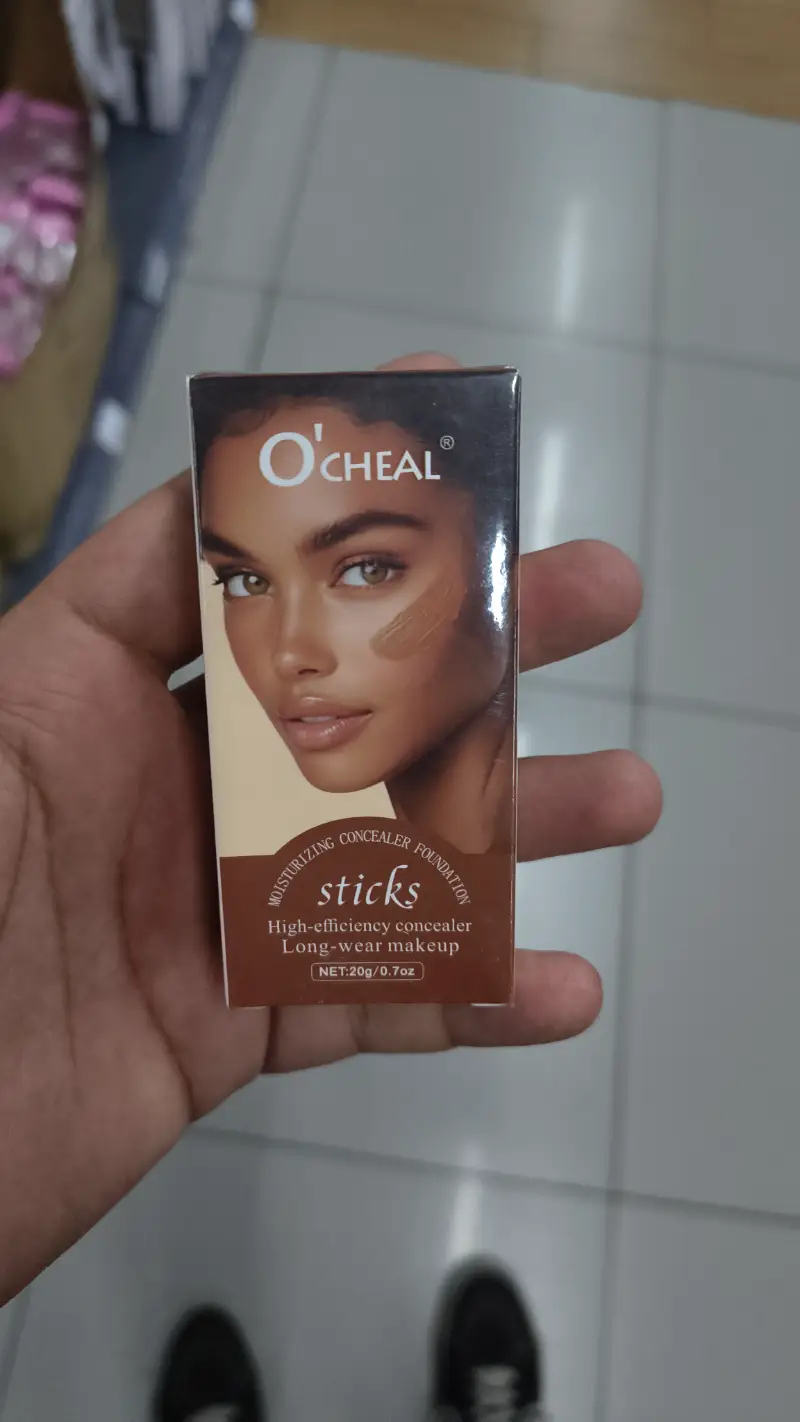 O'CHEAL®
MOISTURIZING CONCEALER FOUNDATION
sticks
High-efficiency concealer
Long-wear makeup
NET:20g/0.7oz